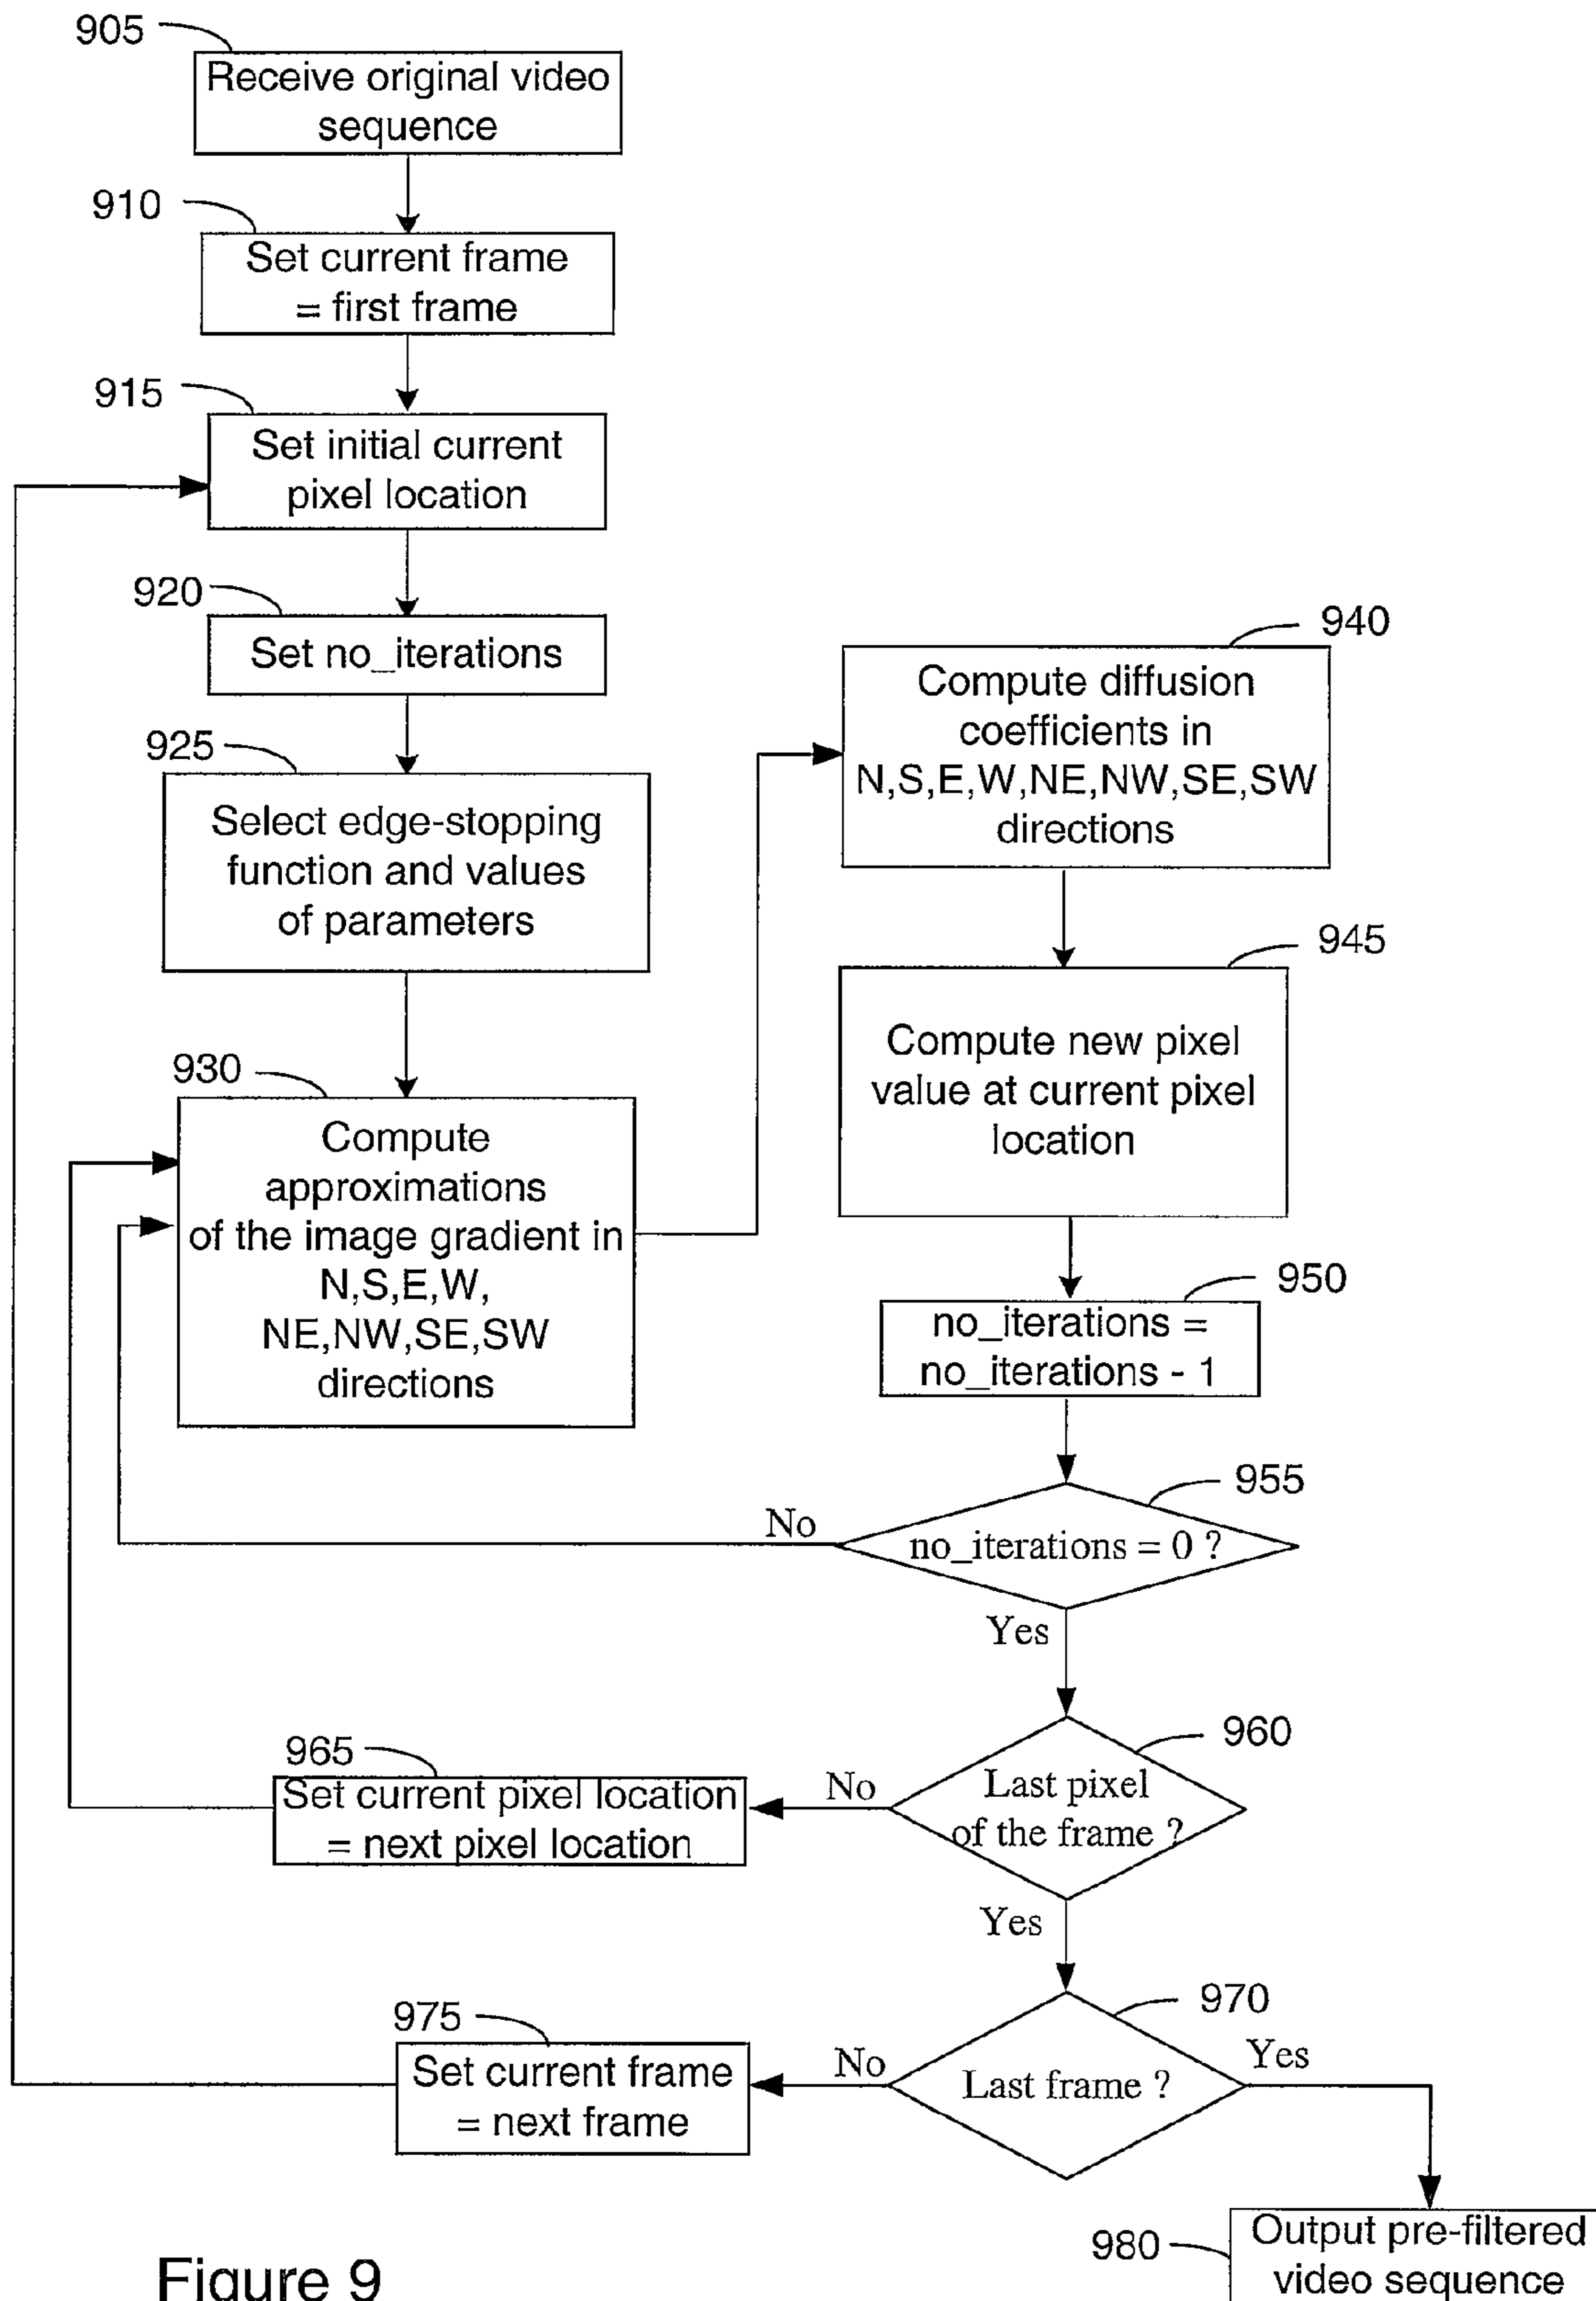 905
Receive original video
sequence
910
Set current frame
= first frame
915
Set initial current
pixel location
920
Set no_iterations
925
Select edge-stopping
function and values
of parameters
930
Compute
approximations
of the image gradient in
N,S,E,W,
NE,NW,SE,SW
directions
940
Compute diffusion
coefficients in
N,S,E,W,NE,NW,SE,SW
directions
945
Compute new pixel
value at current pixel
location
950
no_iterations =
no_iterations - 1
955
no_iterations = 0 ?
No
Yes
960
Last pixel
of the frame ?
No
965
Set current pixel location
= next pixel location
Yes
970
Last frame ?
No
Yes
975
Set current frame
= next frame
980
Output pre-filtered
video sequence
Figure 9